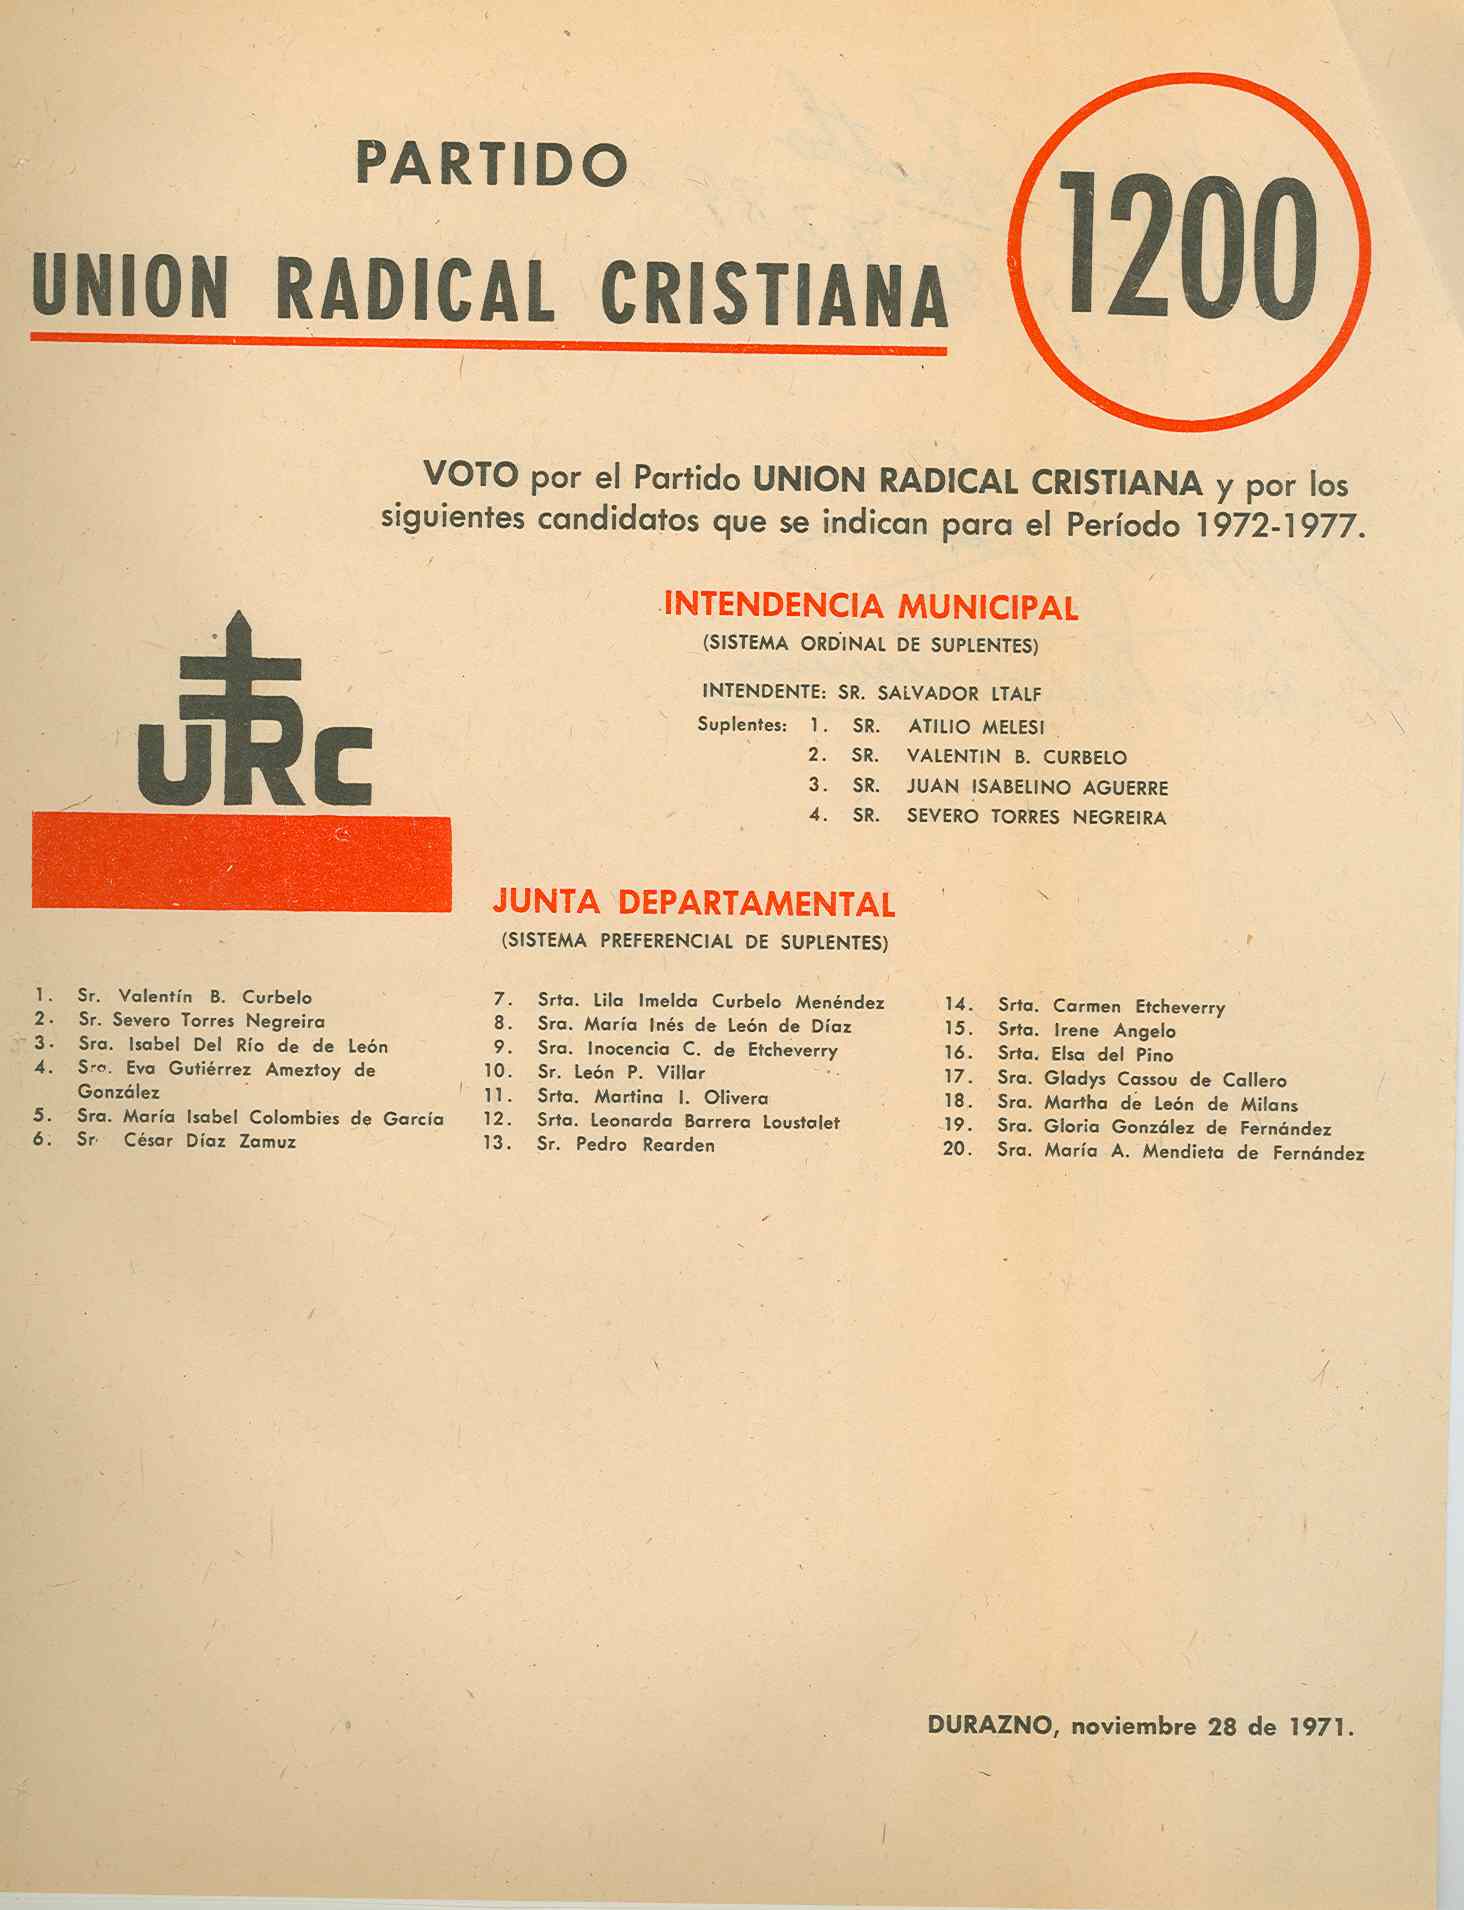 PARTIDO
UNION RADICAL CRISTIANA
1200
VOTO por el Partido UNION RADICAL CRISTIANA y por los
siguientes candidatos que se indican para el Período 1972-1977.
INTENDENCIA MUNICIPAL
(SISTEMA ORDINAL DE SUPLENTES)
INTENDENTE: SR. SALVADOR LTALF
Suplentes: 1. SR. ATILIO MELESI
2. SR. VALENTIN B. CURBELO
3. SR. JUAN ISABELINO AGUERRE
4. SR. SEVERO TORRES NEGREIRA
URC
JUNTA DEPARTAMENTAL
(SISTEMA PREFERENCIAL DE SUPLENTES)
1. Sr. Valentín B. Curbelo
2. Sr. Severo Torres Negreira
3. Sra. Isabel Del Río de de León
4. Sra. Eva Gutiérrez Ameztoy de
González
5. Sra. María Isabel Colombies de García
6. Sr. César Díaz Zamuz
7. Srta. Lila Imelda Curbelo Menéndez
8. Sra. María Inés de León de Díaz
9. Sra. Inocencia C. de Etcheverry
10. Sr. León P. Villar
11. Srta. Martina I. Olivera
12. Srta. Leonarda Barrera Loustalet
13. Sr. Pedro Rearden
14. Srta. Carmen Etcheverry
15. Srta. Irene Angelo
16. Srta. Elsa del Pino
17. Sra. Gladys Cassou de Callero
18. Sra. Martha de León de Milans
19. Sra. Gloria González de Fernández
20. Sra. María A. Mendieta de Fernández
DURAZNO, noviembre 28 de 1971.